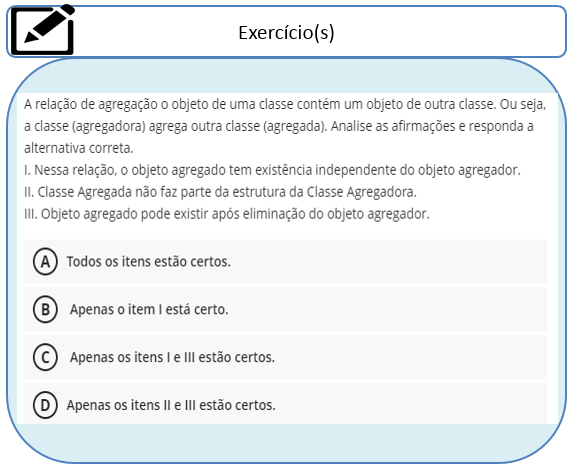 Exercício(s)
A relação de agregação o objeto de uma classe contém um objeto de outra classe. Ou seja,
a classe (agregadora) agrega outra classe (agregada). Analise as afirmações e responda a
alternativa correta.
I. Nessa relação, o objeto agregado tem existência independente do objeto agregador.
II. Classe Agregada não faz parte da estrutura da Classe Agregadora.
III. Objeto agregado pode existir após eliminação do objeto agregador.
A Todos os itens estão certos.
B Apenas o item I está certo.
C Apenas os itens I e III estão certos.
D Apenas os itens II e III estão certos.